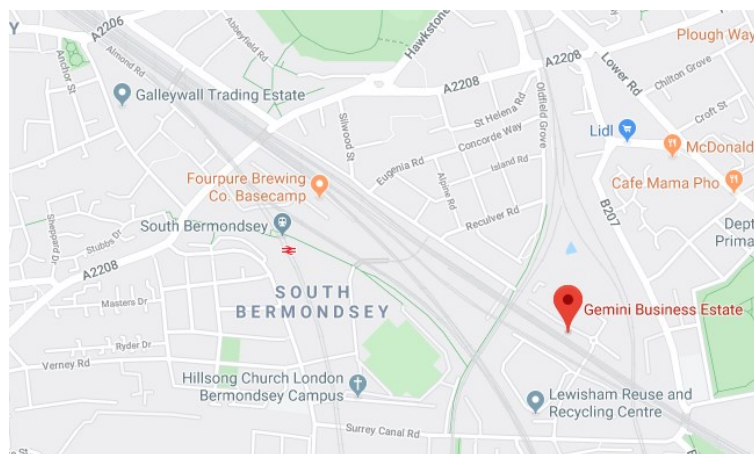 Y
A2206
Almond Rd
Anchor St
Abbeyfield Rd
Hawkstone
A2208
A2208
Plough Way
Lower Rd
Chilton Grove
Croft St
Galleywall Trading Estate
Silwood St
St Helena Rd
Concorde Way
Oldfield Grove
Lidl
McDonald
Eugenia Rd
Island Rd
Alpine Rd
Fourpure Brewing
Co. Basecamp
Cafe Mama Pho
B207
Reculver Rd
Dept
Prima
South Bermondsey
Sheppard Dr
Stubbs Dr
A2208
Masters Dr
SOUTH
BERMONDSEY
Gemini Business Estate
Ryder Dr
Verney Rd
Hillsong Church London
Bermondsey Campus
Lewisham Reuse and
Recycling Centre
Surrey Canal Rd